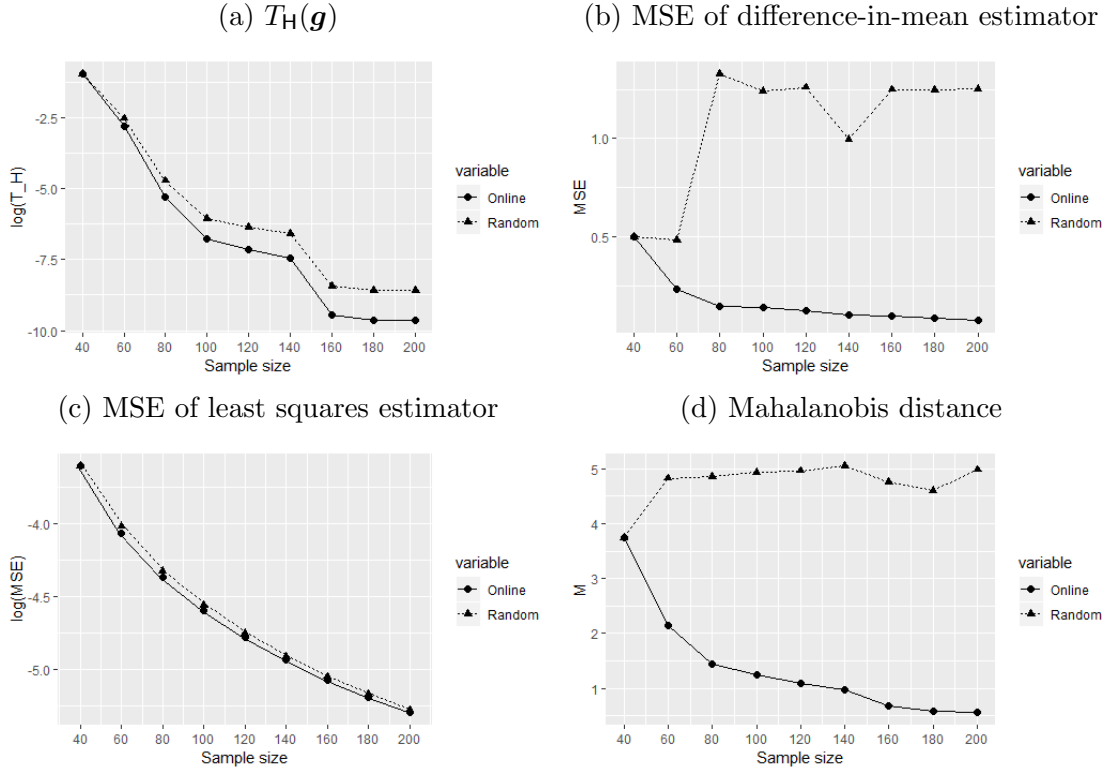 (a) T_H(g)
-2.5
-5.0
-7.5
-10.0
log(T_H)
40 60 80 100 120 140 160 180 200
Sample size
variable
Online
Random
(b) MSE of difference-in-mean estimator
1.0
0.5
MSE
40 60 80 100 120 140 160 180 200
Sample size
variable
Online
Random
(c) MSE of least squares estimator
-4.0
-4.5
-5.0
log(MSE)
40 60 80 100 120 140 160 180 200
Sample size
variable
Online
Random
(d) Mahalanobis distance
5
4
3
2
1
M
40 60 80 100 120 140 160 180 200
Sample size
variable
Online
Random